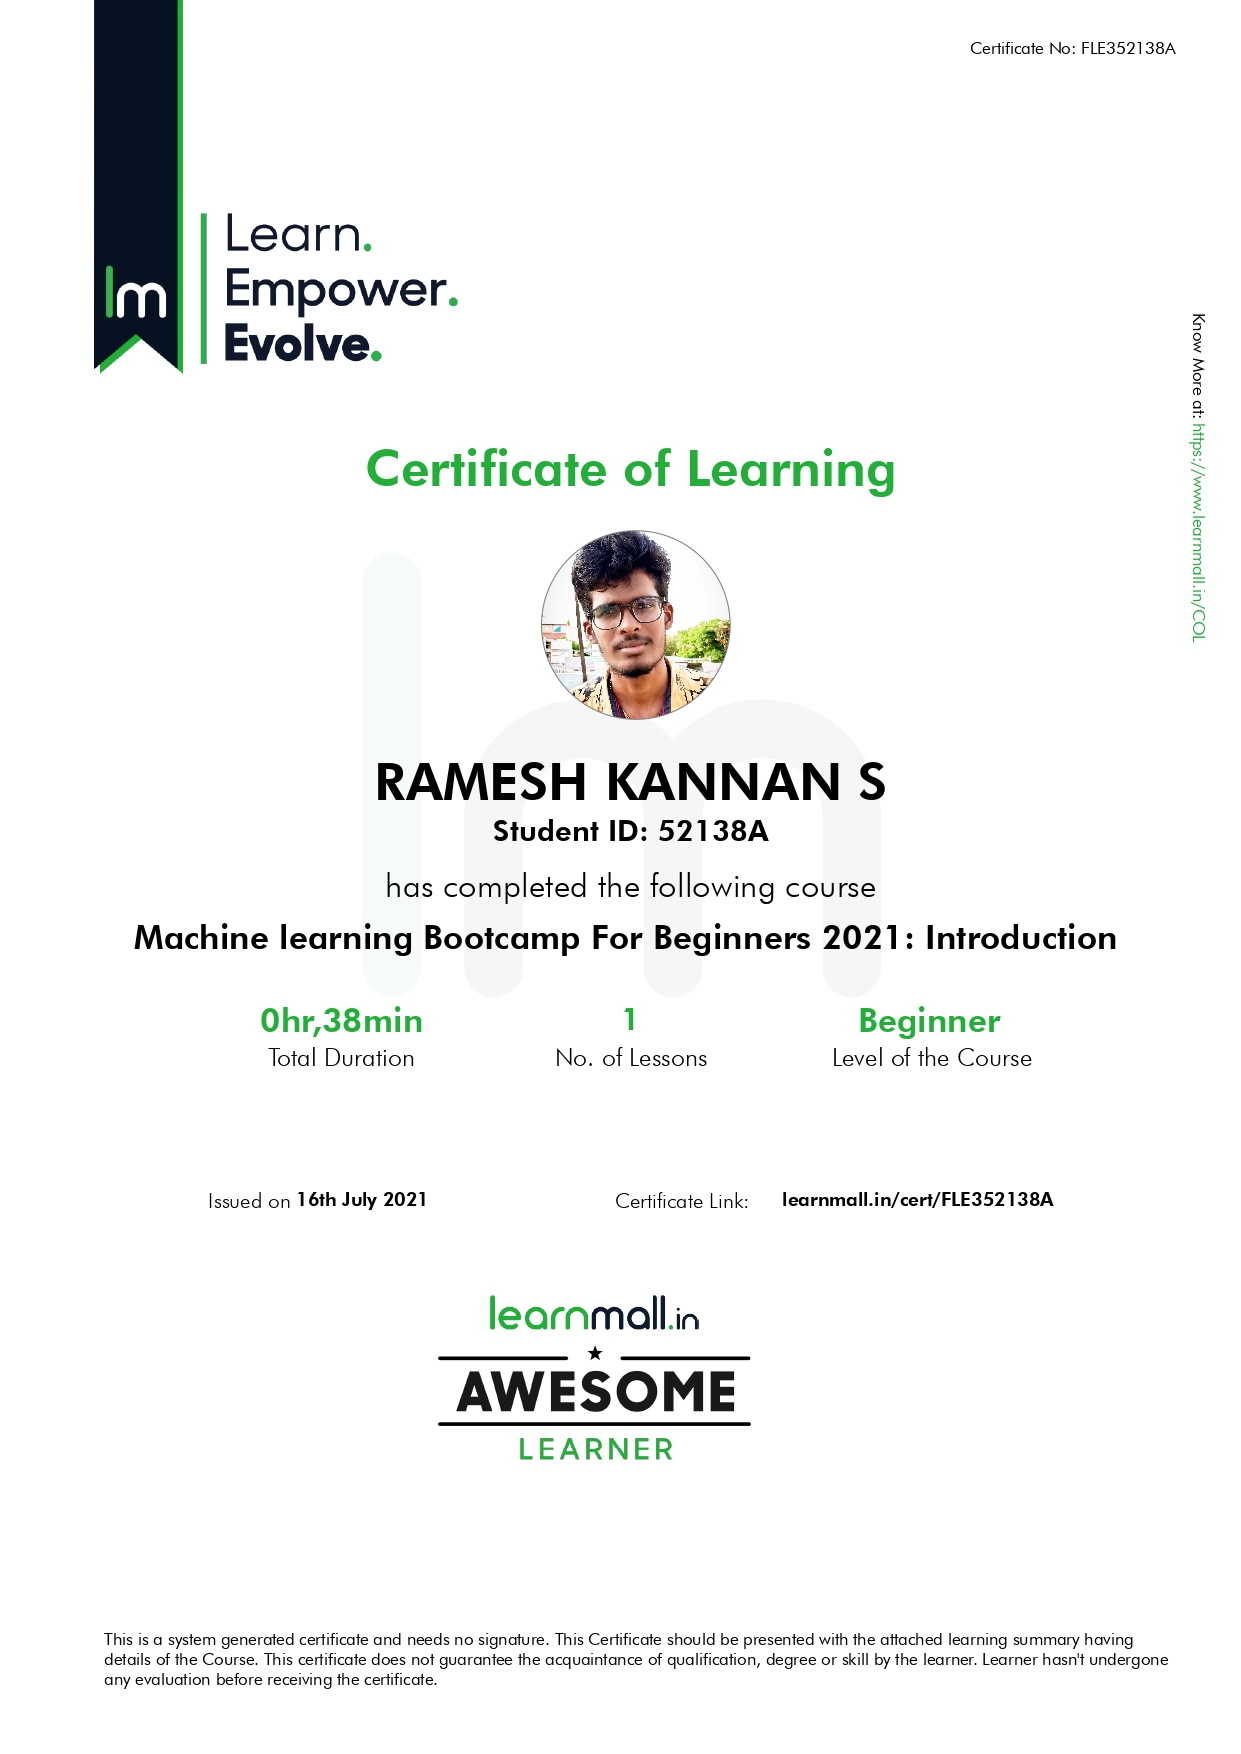 Certificate No: FLE352138A
Learn.
Empower.
Evolve.
lm
Know More at: https://www.learnmall.in/COL
Certificate of Learning
RAMESH KANNAN S
Student ID: 52138A
has completed the following course
Machine learning Bootcamp For Beginners 2021: Introduction
0hr,38min
Total Duration
1
No. of Lessons
Beginner
Level of the Course
Issued on 16th July 2021
Certificate Link: learnmall.in/cert/FLE352138A
learnmall.in
AWESOME
LEARNER
This is a system generated certificate and needs no signature. This Certificate should be presented with the attached learning summary having
details of the Course. This certificate does not guarantee the acquaintance of qualification, degree or skill by the learner. Learner hasn't undergone
any evaluation before receiving the certificate.